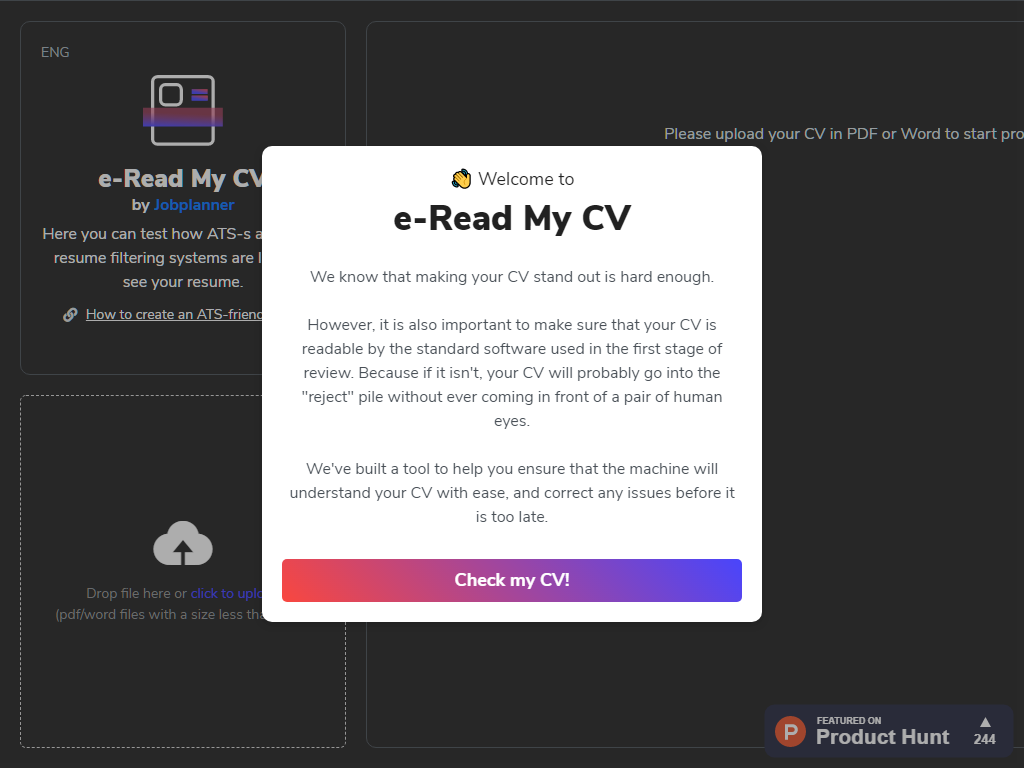 ENG
e-Read My CV
by Jobplanner
Here you can test how ATS-s a
resume filtering systems are
see your resume.
How to create an ATS-friend
Drop file here or click to uplo
(pdf/word files with a size less tha
Please upload your CV in PDF or Word to start pro
Welcome to
e-Read My CV
We know that making your CV stand out is hard enough.
However, it is also important to make sure that your CV is
readable by the standard software used in the first stage of
review. Because if it isn't, your CV will probably go into the
"reject" pile without ever coming in front of a pair of human
eyes.
We've built a tool to help you ensure that the machine will
understand your CV with ease, and correct any issues before it
is too late.
Check my CV!
P
FEATURED ON
Product Hunt
244